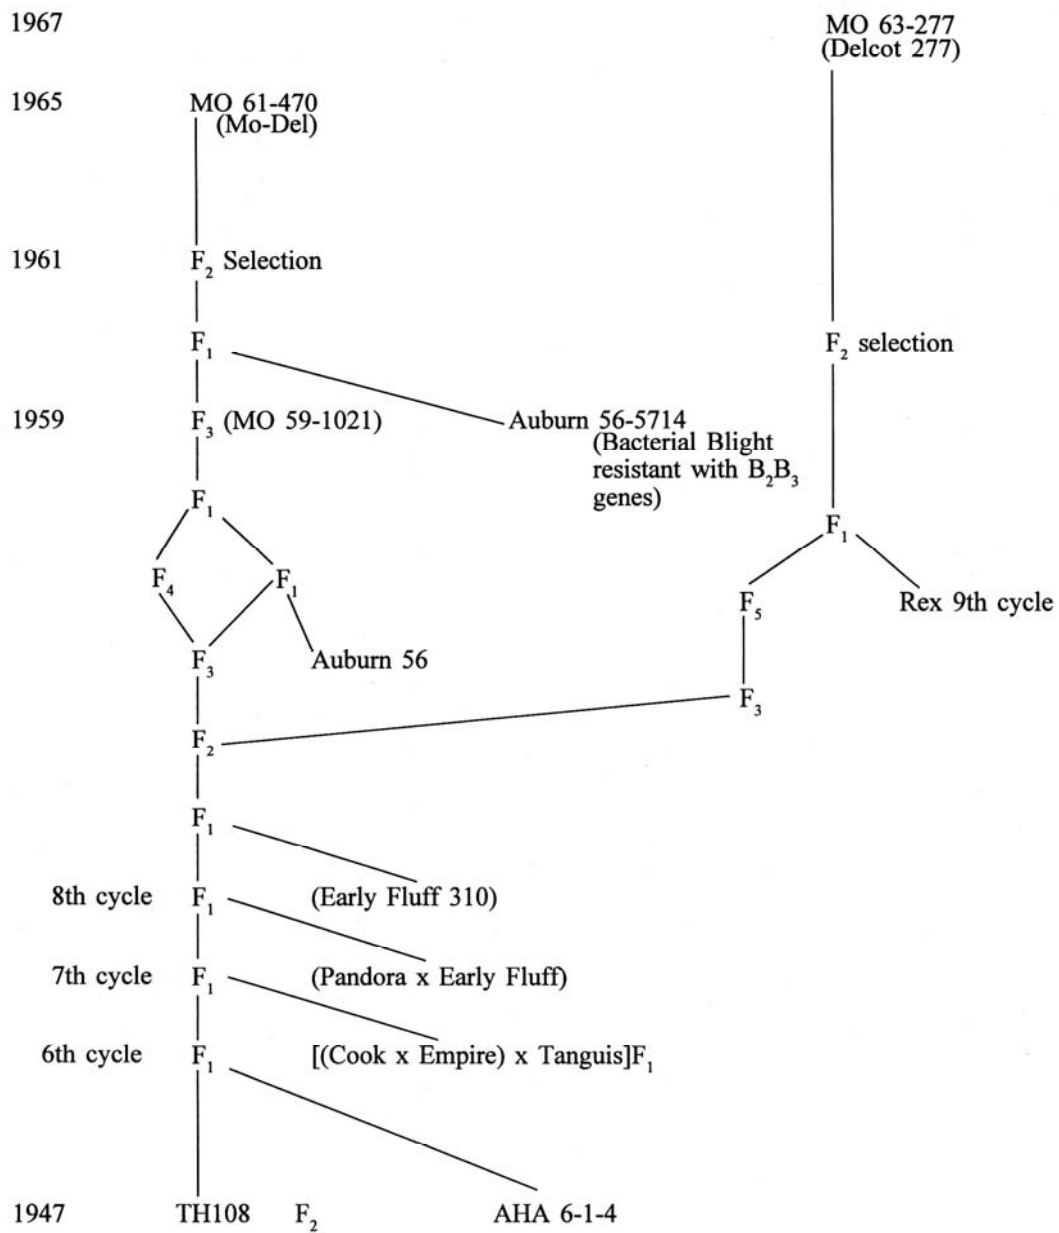 1967 MO 63-277
(Delcot 277)
1965 MO 61-470
(Mo-Del)
1961 F₂ Selection
F₁ F₂ selection
1959 F₃ (MO 59-1021) Auburn 56-5714
(Bacterial Blight
resistant with B₂B₃
genes)
F₁
F₁
F₄ F₁
F₅ Rex 9th cycle
F₃ Auburn 56
F₃
F₂
F₁
8th cycle F₁ (Early Fluff 310)
7th cycle F₁ (Pandora x Early Fluff)
6th cycle F₁ [(Cook x Empire) x Tanguis]F₁
1947 TH108 F₂ AHA 6-1-4